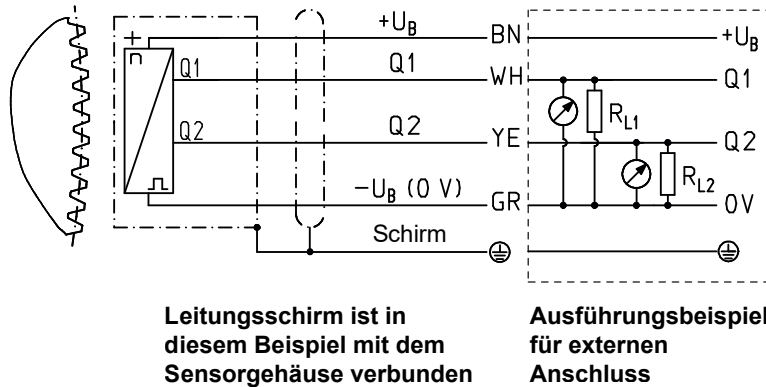 +U_B BN +U_B
+ n Q1 Q1 WH Q1
R_L1
Q2 Q2 YE Q2
R_L2
-U_B (0 V) GR 0V
Schirm
Leitungsschirm ist in
diesem Beispiel mit dem
Sensorgehäuse verbunden
Ausführungsbeispiel
für externen
Anschluss